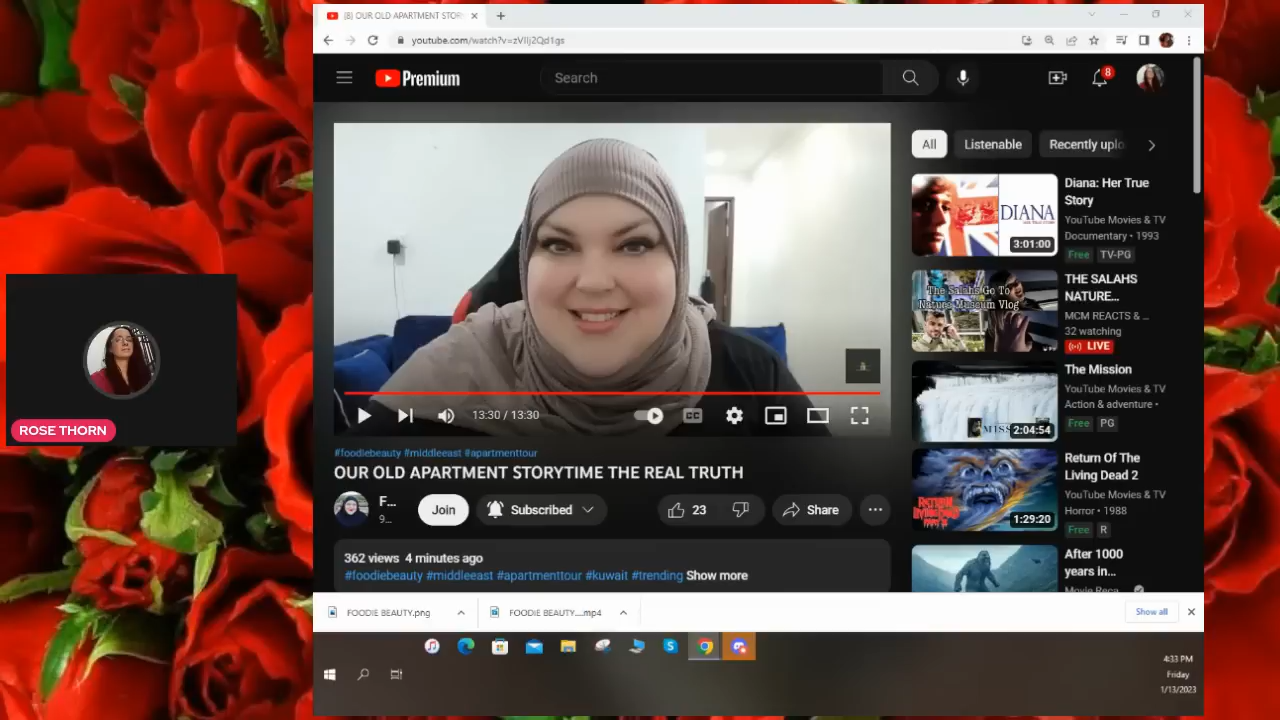 (8) OUR OLD APARTMENT STOR
youtube.com/watch?v=zVIlj2Qd1gs
Premium
Search
8
All
Listenable
Recently uplo
DIANA
3:01:00
Diana: Her True
Story
YouTube Movies & TV
Documentary • 1993
Free TV-PG
The Salahs Go To
Nature Museum Vlog
THE SALAHS
NATURE...
MCM REACTS & ...
32 watching
LIVE
MISS
2:04:54
The Mission
YouTube Movies & TV
Action & adventure •
Free PG
1:29:20
Return Of The
Living Dead 2
YouTube Movies & TV
Horror • 1988
Free R
After 1000
years in...
13:30 / 13:30
CC
#foodiebeauty #middleeast #apartmenttour
OUR OLD APARTMENT STORYTIME THE REAL TRUTH
F...
9...
Join
Subscribed
23
Share
362 views 4 minutes ago
#foodiebeauty #middleeast #apartmenttour #kuwait #trending Show more
ROSE THORN
FOODIE BEAUTY.png
FOODIE BEAUTY....mp4
Show all
4:33 PM
Friday
1/13/2023